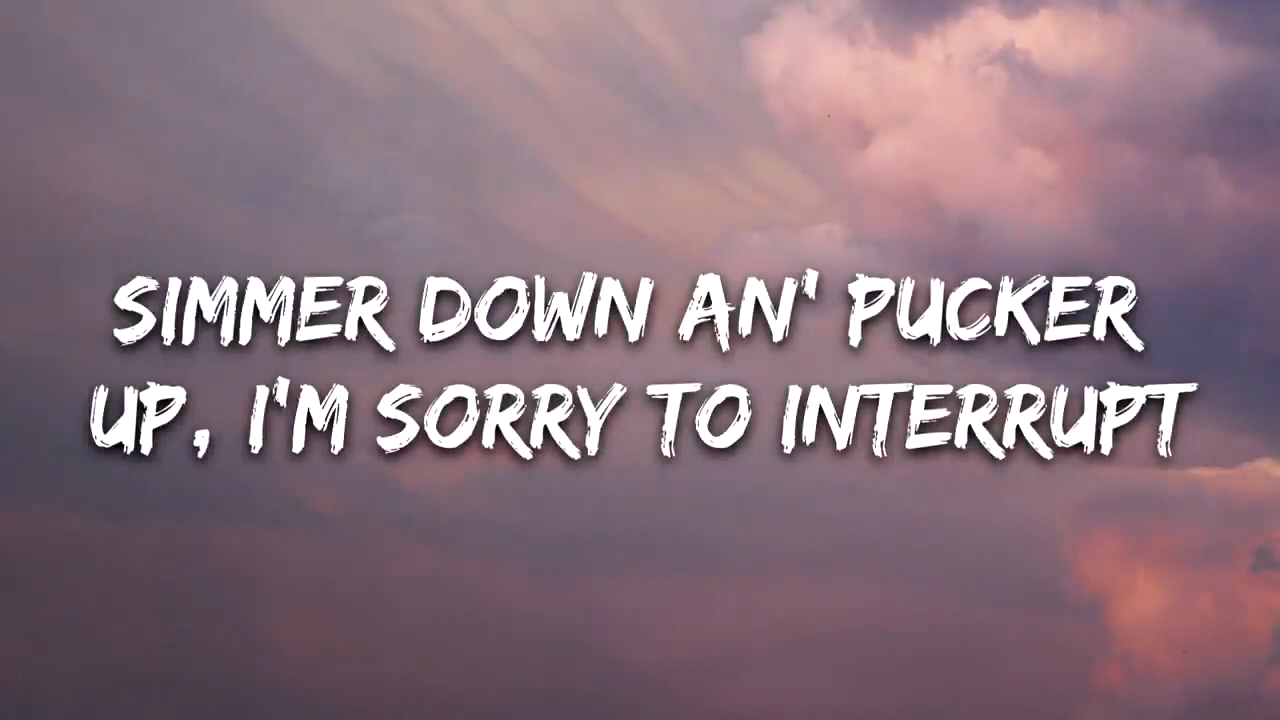 SIMMER DOWN AN' PUCKER
UP, I'M SORRY TO INTERRUPT